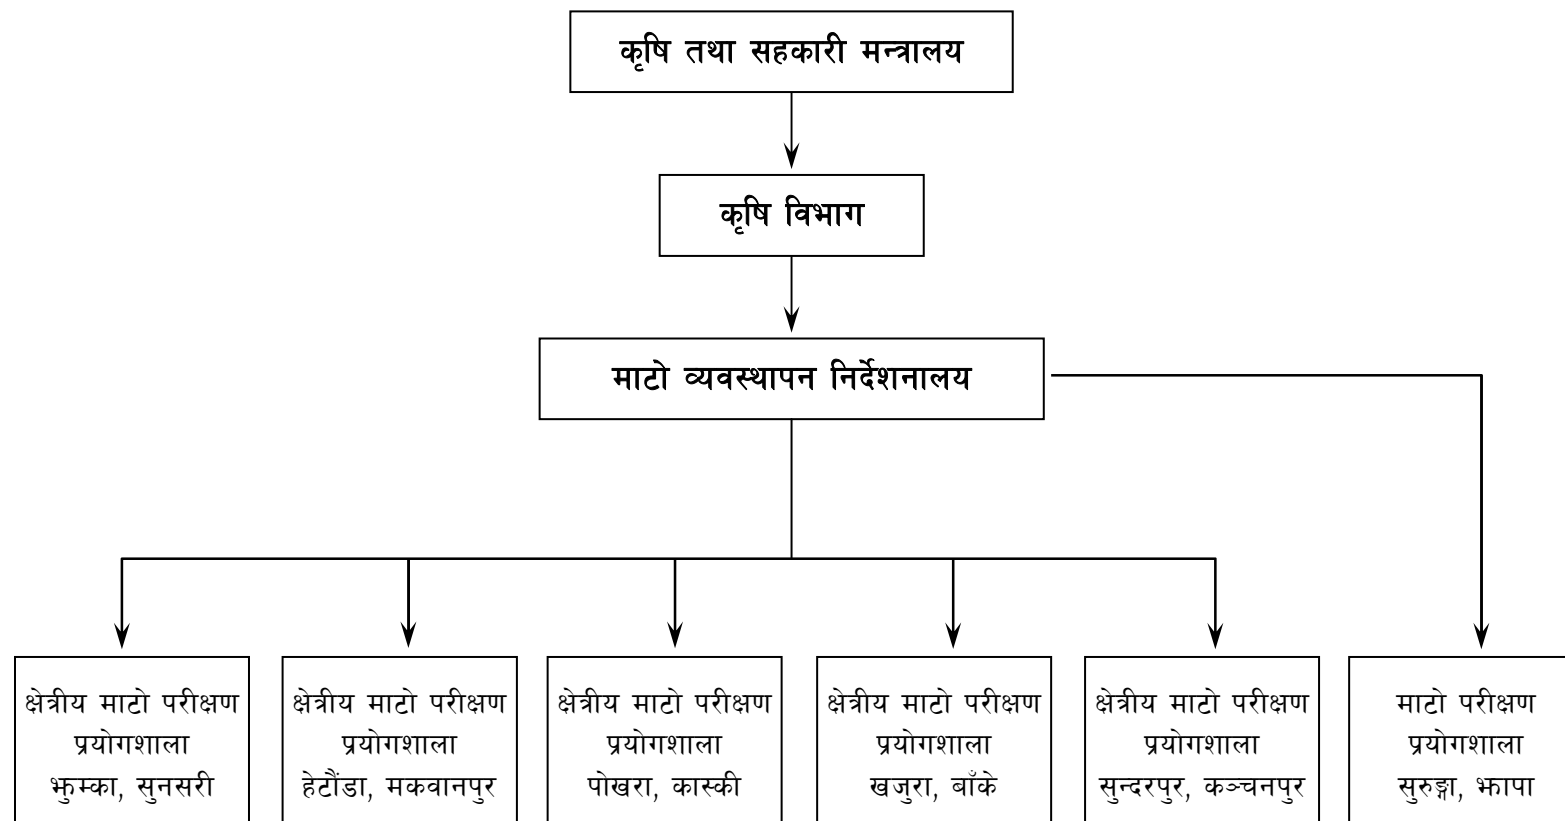 कृषि तथा सहकारी मन्त्रालय
कृषि विभाग
माटो व्यवस्थापन निर्देशनालय
क्षेत्रीय माटो परीक्षण
प्रयोगशाला
झुम्का, सुनसरी
क्षेत्रीय माटो परीक्षण
प्रयोगशाला
हेटौंडा, मकवानपुर
क्षेत्रीय माटो परीक्षण
प्रयोगशाला
पोखरा, कास्की
क्षेत्रीय माटो परीक्षण
प्रयोगशाला
खजुरा, बाँके
क्षेत्रीय माटो परीक्षण
प्रयोगशाला
सुन्दरपुर, कञ्चनपुर
माटो परीक्षण
प्रयोगशाला
सुरुङ्गा, झापा